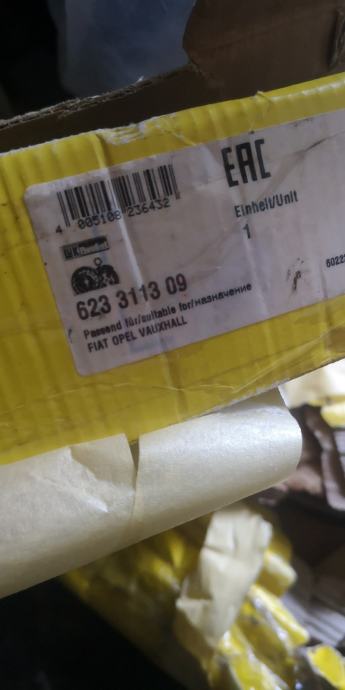 EAC
4 005108 236432
Einheit/Unit
1
623 3113 09
Passend für/suitable for/назначение
FIAT OPEL VAUXHALL